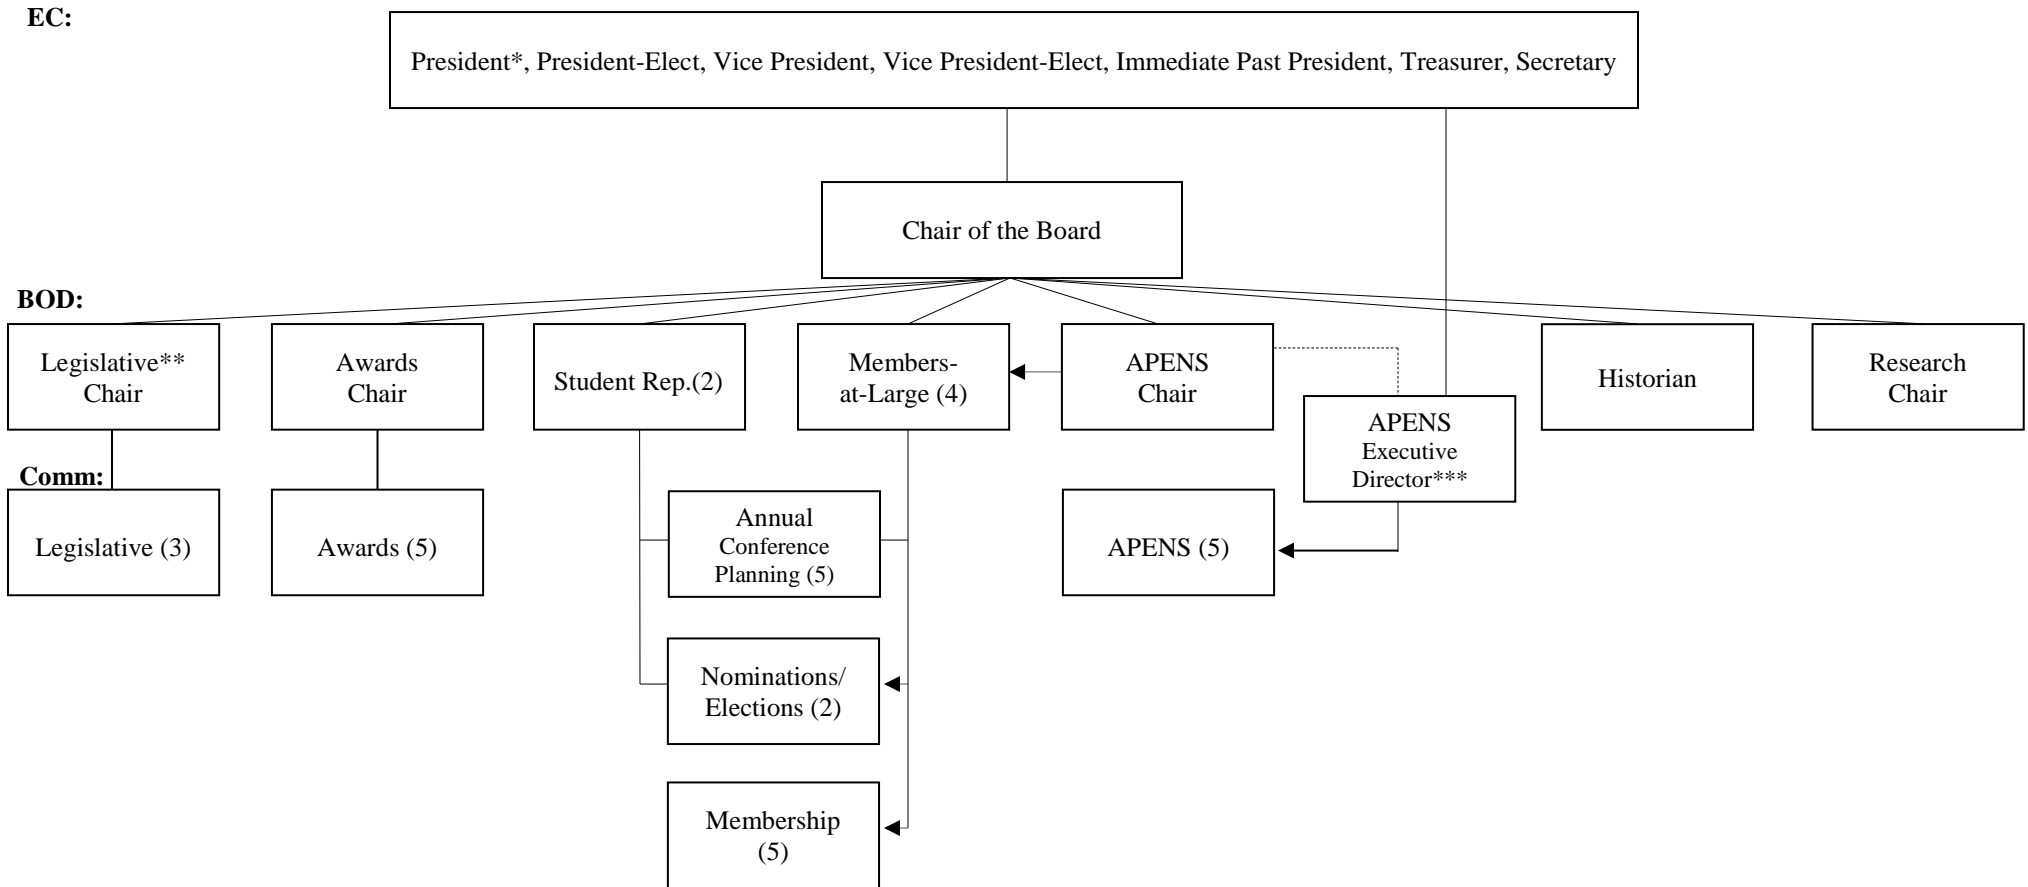 EC:
President*, President-Elect, Vice President, Vice President-Elect, Immediate Past President, Treasurer, Secretary
Chair of the Board
BOD:
Legislative**
Chair
Awards
Chair
Student Rep.(2)
Members-
at-Large (4)
APENS
Chair
APENS
Executive
Director***
Historian
Research
Chair
Comm:
Legislative (3)
Awards (5)
Annual
Conference
Planning (5)
APENS (5)
Nominations/
Elections (2)
Membership
(5)